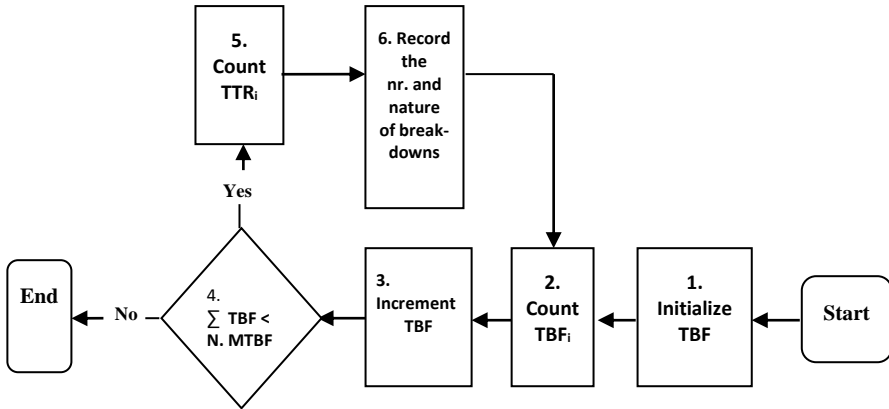 5.
Count
TTRᵢ
6. Record
the
nr. and
nature
of break-
downs
Yes
End
No
4.
∑ TBF <
N. MTBF
3.
Increment
TBF
2.
Count
TBFᵢ
1.
Initialize
TBF
Start